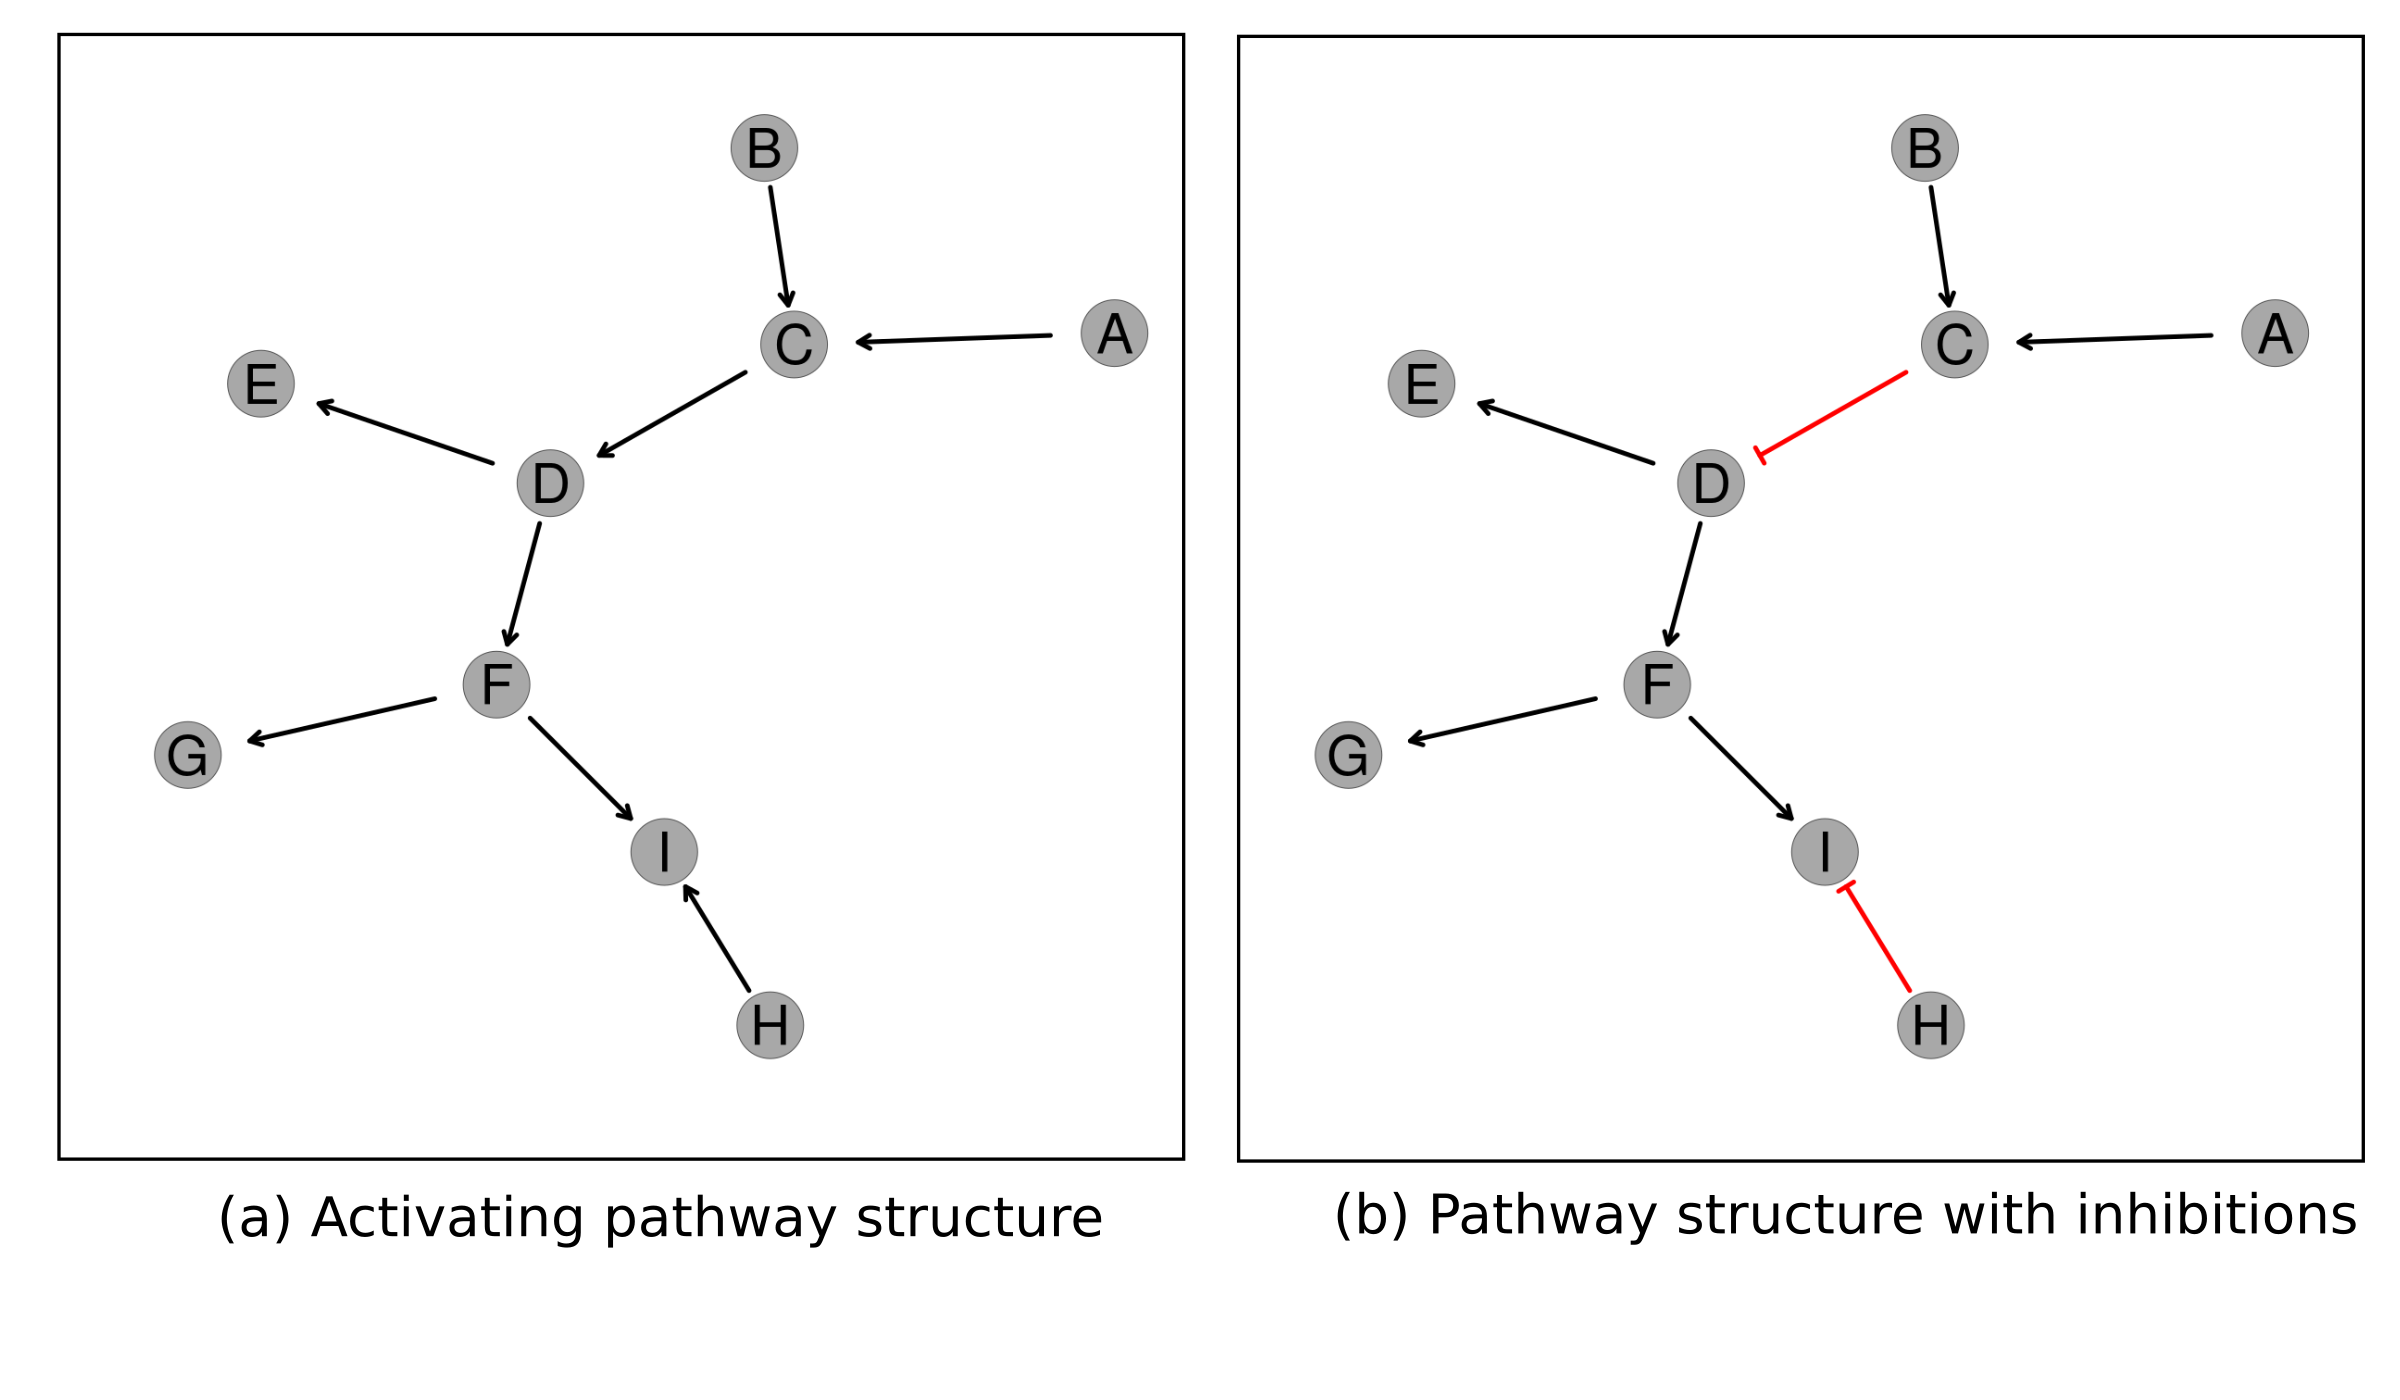 B
C
A
E
D
F
G
I
H
(a) Activating pathway structure
B
C
A
E
D
F
G
I
H
(b) Pathway structure with inhibitions